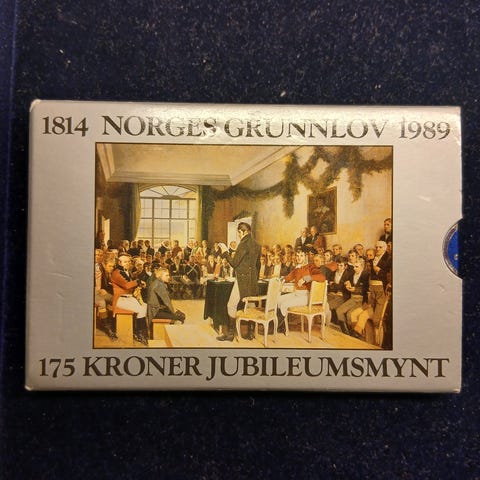 1814 NORGES GRUNNLOV 1989
175 KRONER JUBILEUMSMYNT